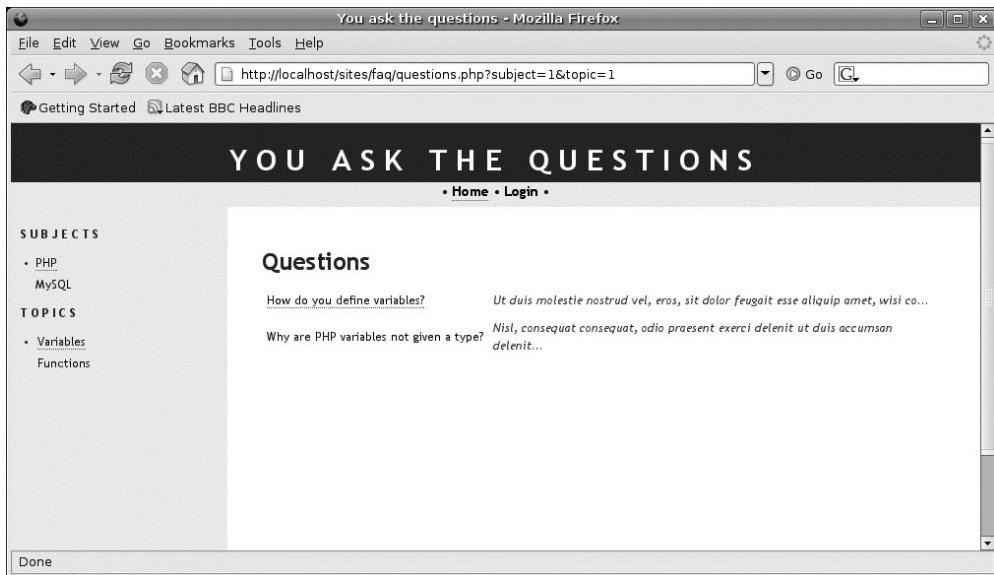 You ask the questions - Mozilla Firefox
File Edit View Go Bookmarks Tools Help
http://localhost/sites/faq/questions.php?subject=1&topic=1
Go
G
Getting Started Latest BBC Headlines
YOU ASK THE QUESTIONS
• Home • Login •
SUBJECTS
• PHP
MySQL
TOPICS
• Variables
Functions
Questions
How do you define variables? Ut duis molestie nostrud vel, eros, sit dolor feugait esse aliquip amet, wisi co...
Why are PHP variables not given a type? Nisl, consequat consequat, odio praesent exerci delenit ut duis accumsan
delenit...
Done